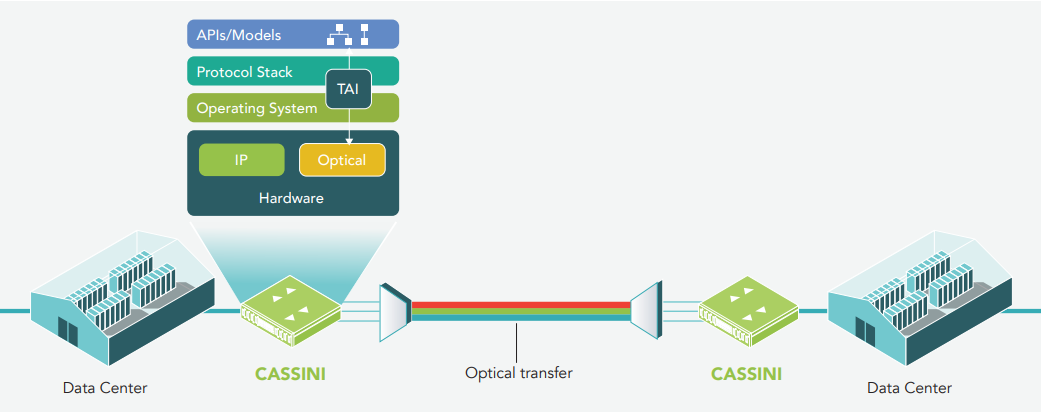 APIs/Models
Protocol Stack
TAI
Operating System
IP
Optical
Hardware
Data Center
CASSINI
Optical transfer
CASSINI
Data Center